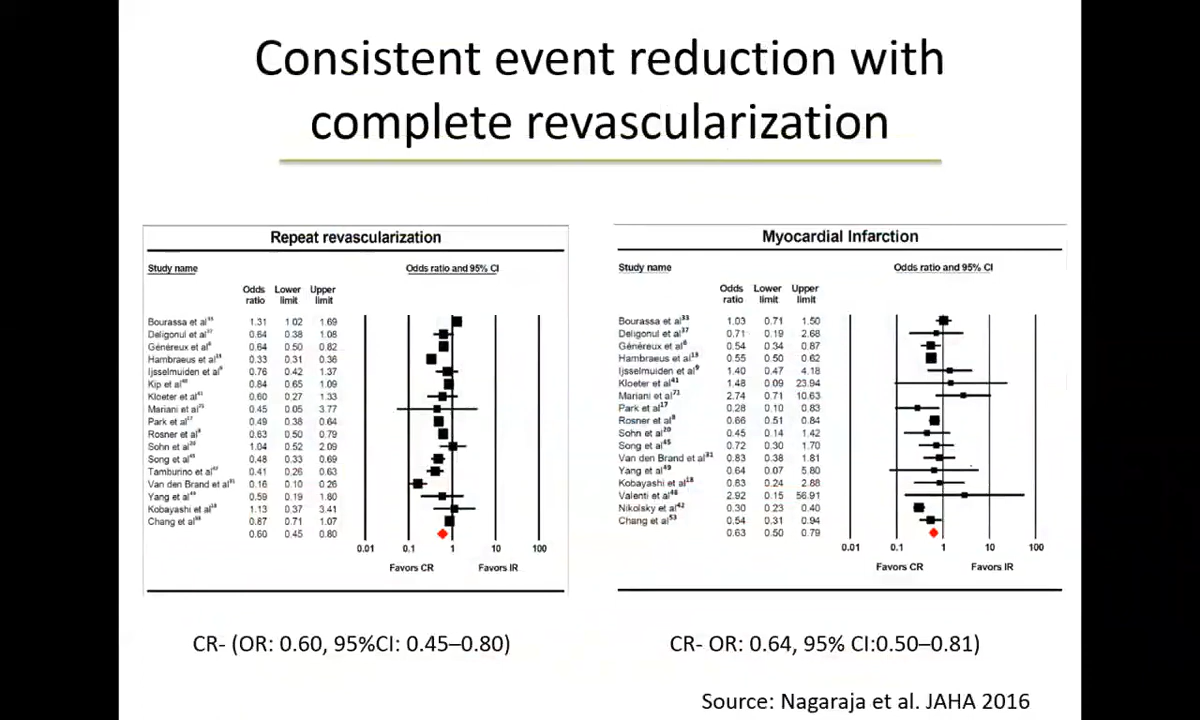 Consistent event reduction with
complete revascularization
Repeat revascularization
Study name Odds ratio and 95% CI
Odds Lower Upper
ratio limit limit
Bourassa et al 1.31 1.02 1.69
Deligonul et al 0.64 0.38 1.08
Généreux et al 0.64 0.50 0.82
Hambraeus et al 0.33 0.31 0.36
Ijsselmuiden et al 0.76 0.42 1.37
Kip et al 0.84 0.65 1.09
Kloeter et al 0.60 0.27 1.33
Mariani et al 0.45 0.05 3.77
Park et al 0.49 0.38 0.64
Rosner et al 0.63 0.50 0.79
Sohn et al 1.04 0.52 2.09
Song et al 0.48 0.33 0.69
Tamburino et al 0.41 0.26 0.63
Van den Brand et al 0.16 0.10 0.26
Yang et al 0.59 0.19 1.80
Kobayashi et al 1.13 0.37 3.41
Chang et al 0.87 0.71 1.07
0.60 0.45 0.80
0.01 0.1 1 10 100
Favors CR Favors IR
Myocardial Infarction
Study name Odds ratio and 95% CI
Odds Lower Upper
ratio limit limit
Bourassa et al 1.03 0.71 1.50
Deligonul et al 0.71 0.19 2.68
Généreux et al 0.54 0.34 0.87
Hambraeus et al 0.55 0.50 0.62
Ijsselmuiden et al 1.40 0.47 4.18
Kloeter et al 1.48 0.09 23.94
Mariani et al 2.74 0.71 10.63
Park et al 0.28 0.10 0.83
Rosner et al 0.66 0.51 0.84
Sohn et al 0.45 0.14 1.42
Song et al 0.72 0.30 1.70
Van den Brand et al 0.83 0.38 1.81
Yang et al 0.64 0.07 5.80
Kobayashi et al 0.83 0.24 2.88
Valenti et al 2.92 0.15 56.91
Nikolsky et al 0.30 0.23 0.40
Chang et al 0.54 0.31 0.94
0.63 0.50 0.79
0.01 0.1 1 10 100
Favors CR Favors IR
CR- (OR: 0.60, 95%CI: 0.45–0.80)
CR- OR: 0.64, 95% CI:0.50–0.81)
Source: Nagaraja et al. JAHA 2016